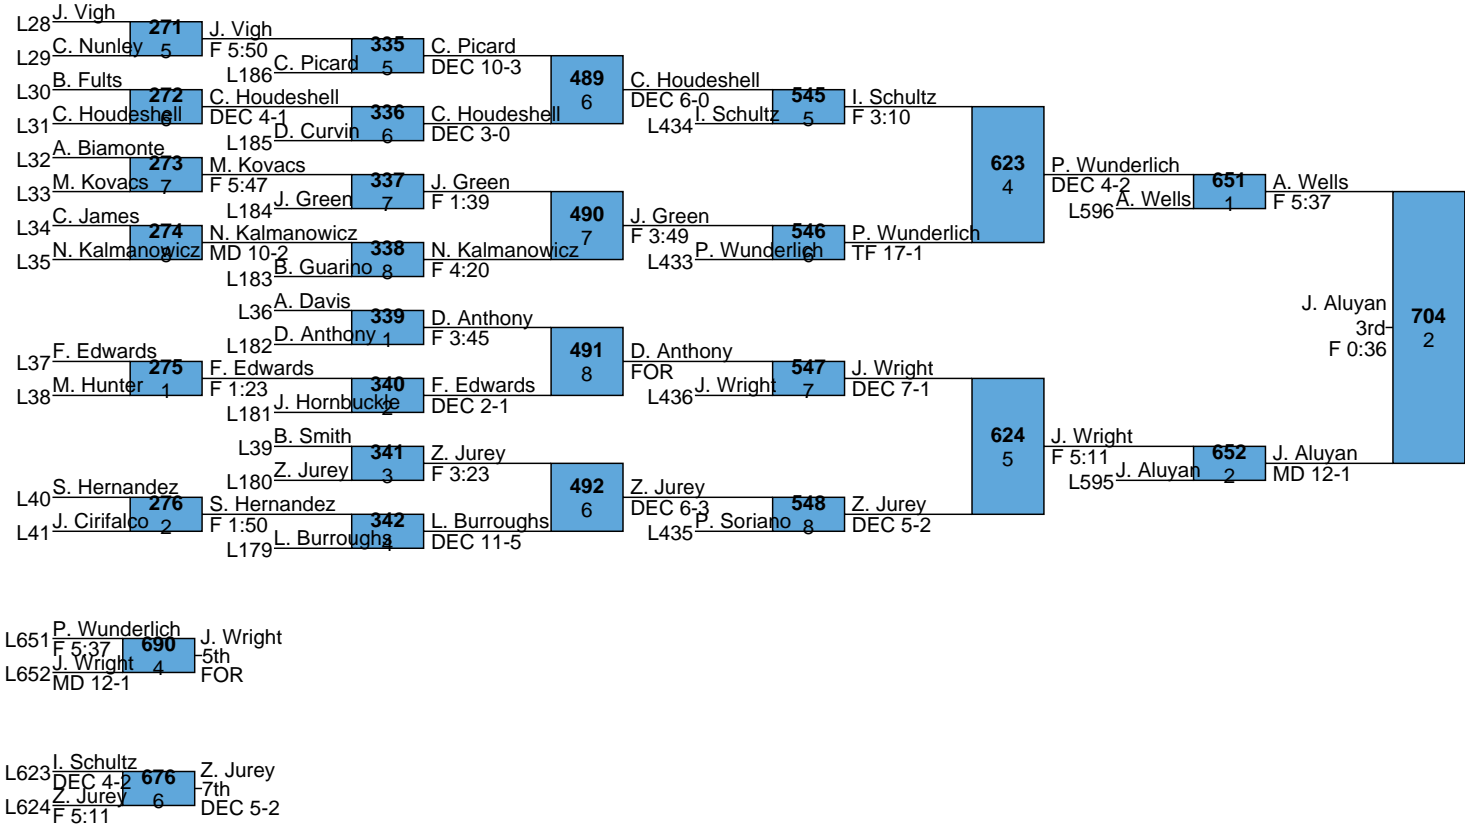 L28 J. Vigh
271
5
L29 C. Nunley
J. Vigh
F 5:50
335
5
L186 C. Picard
C. Picard
DEC 10-3
489
6
L30 B. Fults
272
6
L31 C. Houdeshell
C. Houdeshell
DEC 4-1
336
6
L185 D. Curvin
C. Houdeshell
DEC 3-0
C. Houdeshell
DEC 6-0
545
5
L434 I. Schultz
I. Schultz
F 3:10
623
4
L32 A. Biamonte
273
7
L33 M. Kovacs
M. Kovacs
F 5:47
337
7
L184 J. Green
J. Green
F 1:39
490
7
L34 C. James
274
8
L35 N. Kalmanowicz
N. Kalmanowicz
MD 10-2
338
8
L183 B. Guarino
N. Kalmanowicz
F 4:20
J. Green
F 3:49
546
6
L433 P. Wunderlich
P. Wunderlich
TF 17-1
P. Wunderlich
DEC 4-2
651
1
L596 A. Wells
A. Wells
F 5:37
L36 A. Davis
339
1
L182 D. Anthony
D. Anthony
F 3:45
491
8
L37 F. Edwards
275
1
L38 M. Hunter
F. Edwards
F 1:23
340
2
L181 J. Hornbuckle
F. Edwards
DEC 2-1
D. Anthony
FOR
547
7
L436 J. Wright
J. Wright
DEC 7-1
624
5
L39 B. Smith
341
3
L180 Z. Jurey
Z. Jurey
F 3:23
492
6
L40 S. Hernandez
276
2
L41 J. Cirifalco
S. Hernandez
F 1:50
342
4
L179 L. Burroughs
L. Burroughs
DEC 11-5
Z. Jurey
DEC 6-3
548
8
L435 P. Soriano
Z. Jurey
DEC 5-2
J. Wright
F 5:11
652
2
L595 J. Aluyan
J. Aluyan
MD 12-1
J. Aluyan
3rd
F 0:36
704
2
L651 P. Wunderlich
F 5:37
690
4
L652 J. Wright
MD 12-1
J. Wright
5th
FOR
L623 I. Schultz
DEC 4-2
676
6
L624 Z. Jurey
F 5:11
Z. Jurey
7th
DEC 5-2